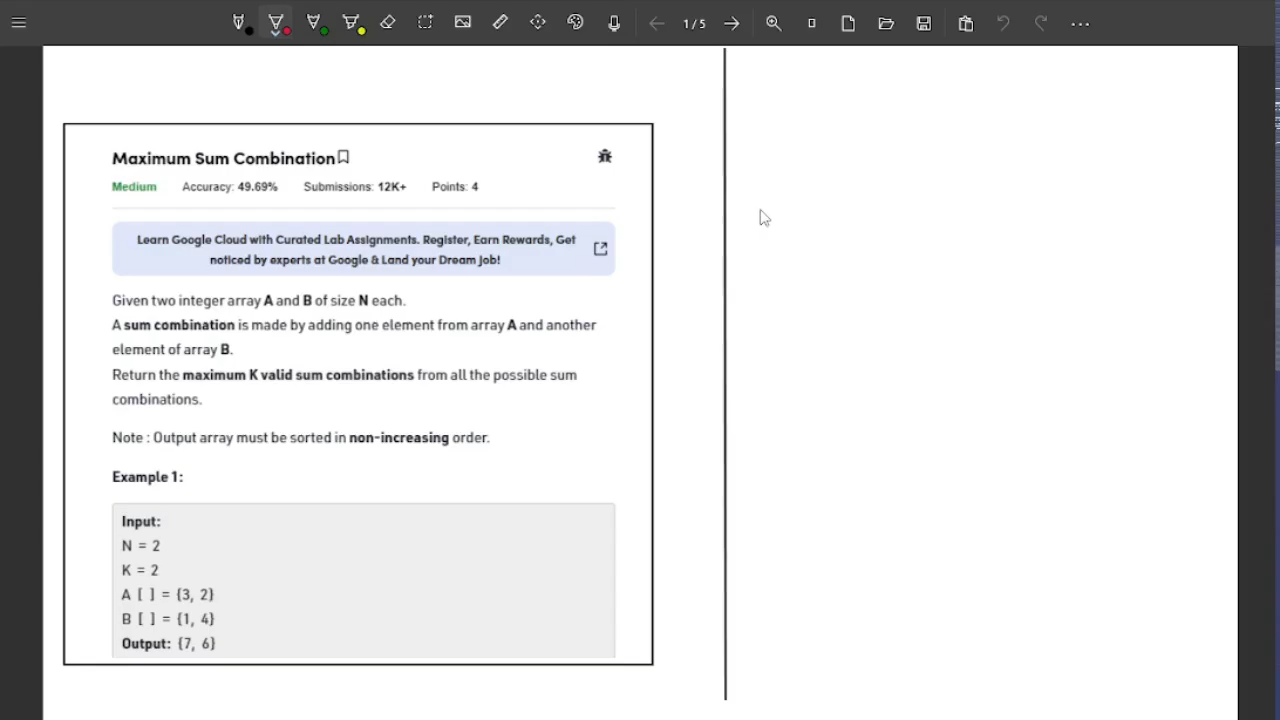 1/5
Maximum Sum Combination
Medium Accuracy: 49.69% Submissions: 12K+ Points: 4
Learn Google Cloud with Curated Lab Assignments. Register, Earn Rewards, Get
noticed by experts at Google & Land your Dream Job!
Given two integer array A and B of size N each.
A sum combination is made by adding one element from array A and another
element of array B.
Return the maximum K valid sum combinations from all the possible sum
combinations.
Note : Output array must be sorted in non-increasing order.
Example 1:
Input:
N = 2
K = 2
A [ ] = {3, 2}
B [ ] = {1, 4}
Output: {7, 6}